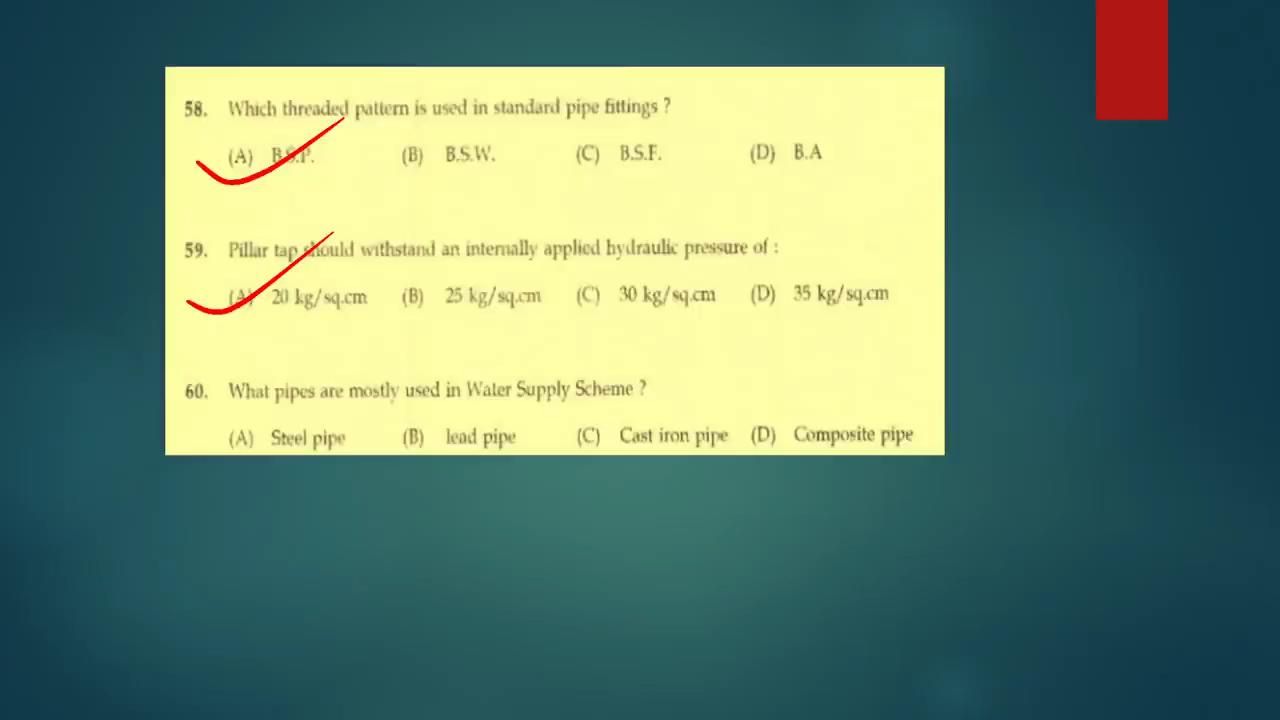 58. Which threaded pattern is used in standard pipe fittings ?
(A) B.S.P. (B) B.S.W. (C) B.S.F. (D) B.A
59. Pillar tap should withstand an internally applied hydraulic pressure of :
(A) 20 kg/sq.cm (B) 25 kg/sq.cm (C) 30 kg/sq.cm (D) 35 kg/sq.cm
60. What pipes are mostly used in Water Supply Scheme ?
(A) Steel pipe (B) lead pipe (C) Cast iron pipe (D) Composite pipe